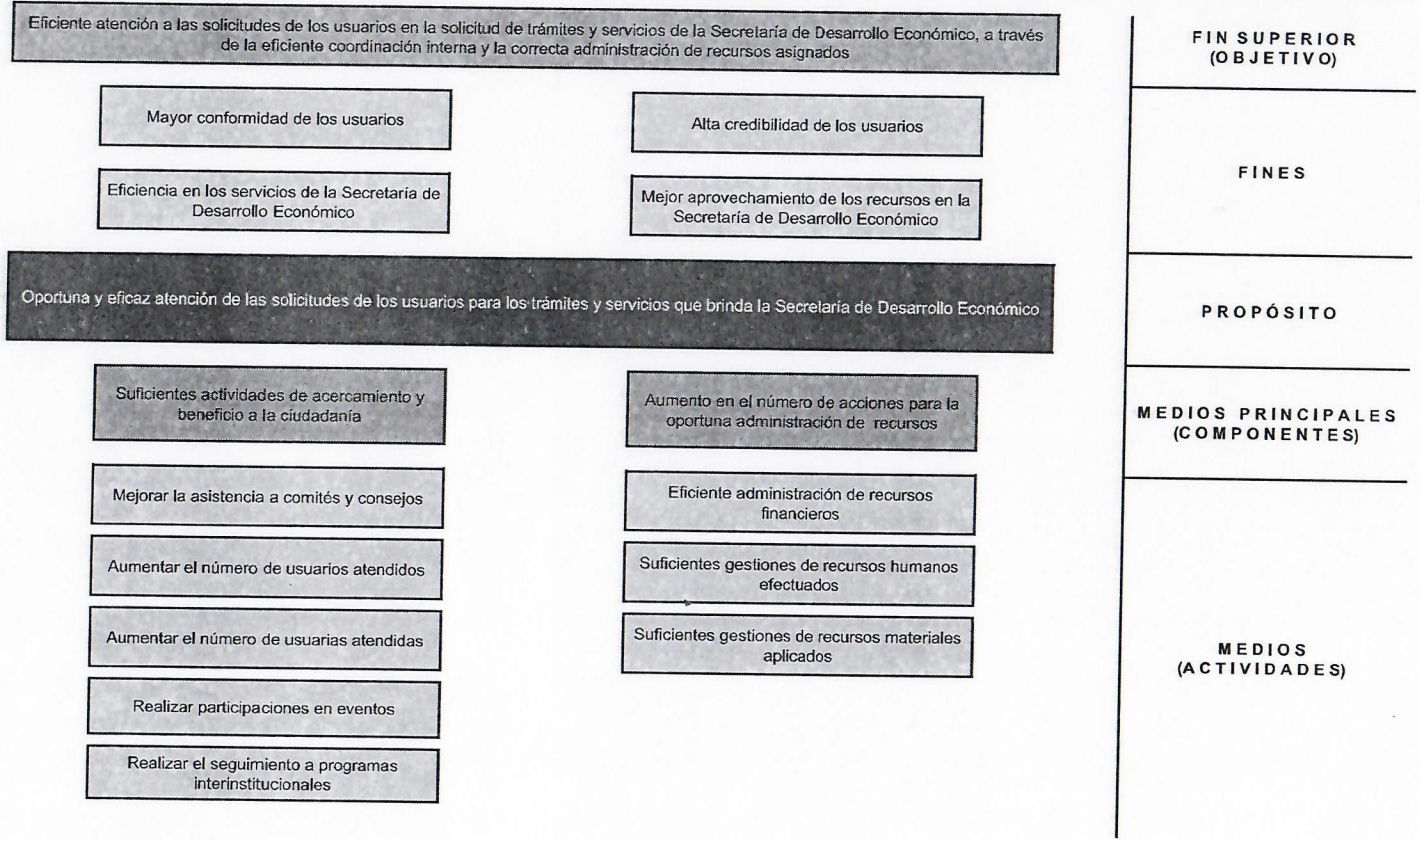 Eficiente atención a las solicitudes de los usuarios en la solicitud de trámites y servicios de la Secretaría de Desarrollo Económico, a través
de la eficiente coordinación interna y la correcta administración de recursos asignados
FIN SUPERIOR
(OBJETIVO)
Mayor conformidad de los usuarios
Alta credibilidad de los usuarios
Eficiencia en los servicios de la Secretaría de
Desarrollo Económico
Mejor aprovechamiento de los recursos en la
Secretaría de Desarrollo Económico
FINES
Oportuna y eficaz atención de las solicitudes de los usuarios para los trámites y servicios que brinda la Secretaría de Desarrollo Económico
PROPÓSITO
Suficientes actividades de acercamiento y
beneficio a la ciudadanía
Aumento en el número de acciones para la
oportuna administración de recursos
MEDIOS PRINCIPALES
(COMPONENTES)
Mejorar la asistencia a comités y consejos
Aumentar el número de usuarios atendidos
Aumentar el número de usuarias atendidas
Realizar participaciones en eventos
Realizar el seguimiento a programas
interinstitucionales
Eficiente administración de recursos
financieros
Suficientes gestiones de recursos humanos
efectuados
Suficientes gestiones de recursos materiales
aplicados
MEDIOS
(ACTIVIDADES)